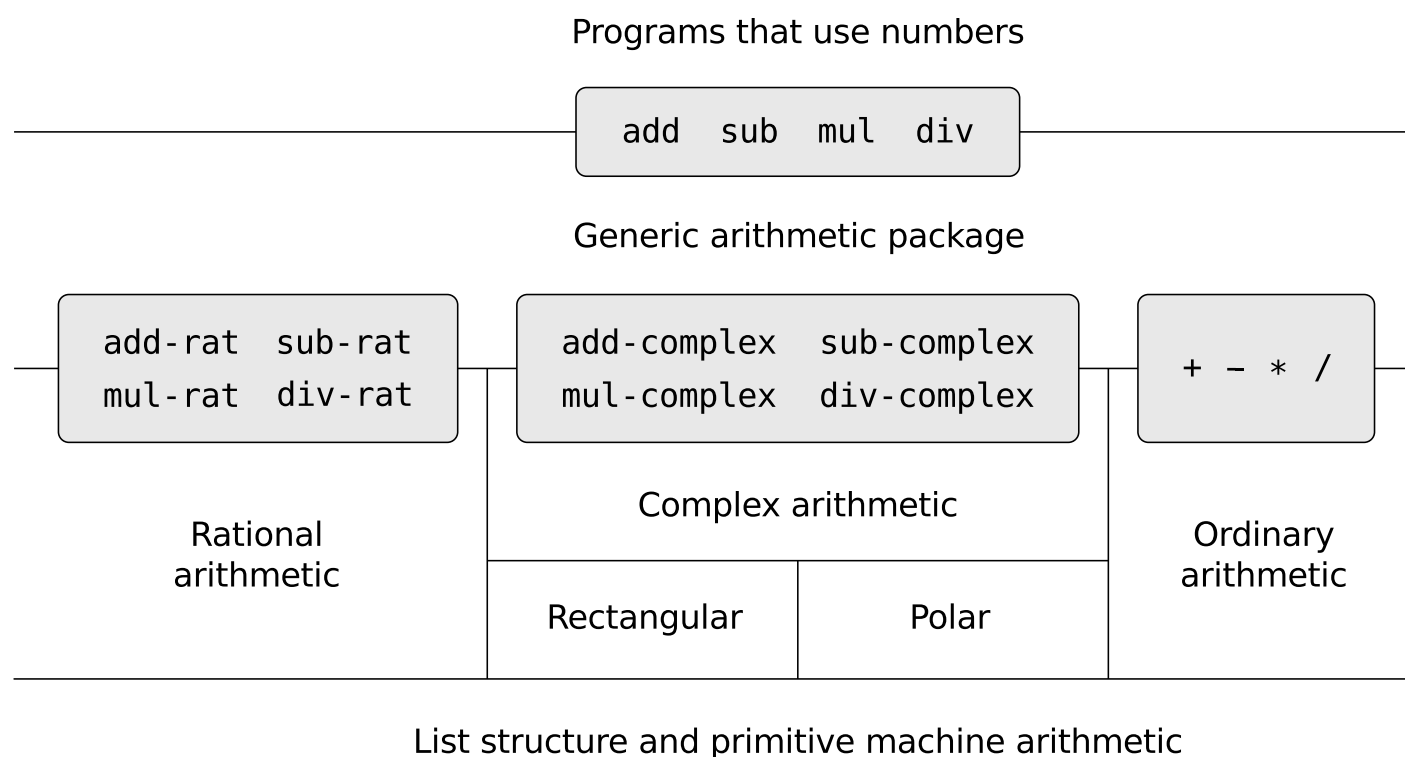 Programs that use numbers
add sub mul div
Generic arithmetic package
add-rat sub-rat
mul-rat div-rat
add-complex sub-complex
mul-complex div-complex
+ − * /
Rational
arithmetic
Complex arithmetic
Rectangular
Polar
Ordinary
arithmetic
List structure and primitive machine arithmetic